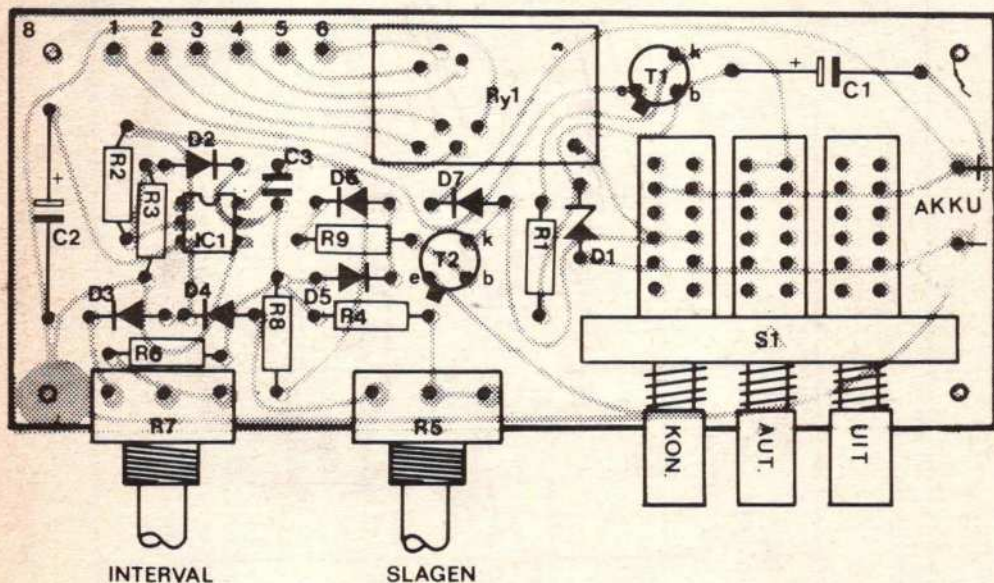 8 1 2 3 4 5 6
Ry1
T1
k
e
b
+
C1
D2
C3
R2
R3
+
C2
IC1
D6
D7
R9
T2
k
e
b
R1
D1
+
AKKU
-
D3
D4
D5
R8
R4
R6
S1
R7
R5
KON.
AUT.
UIT
INTERVAL
SLAGEN